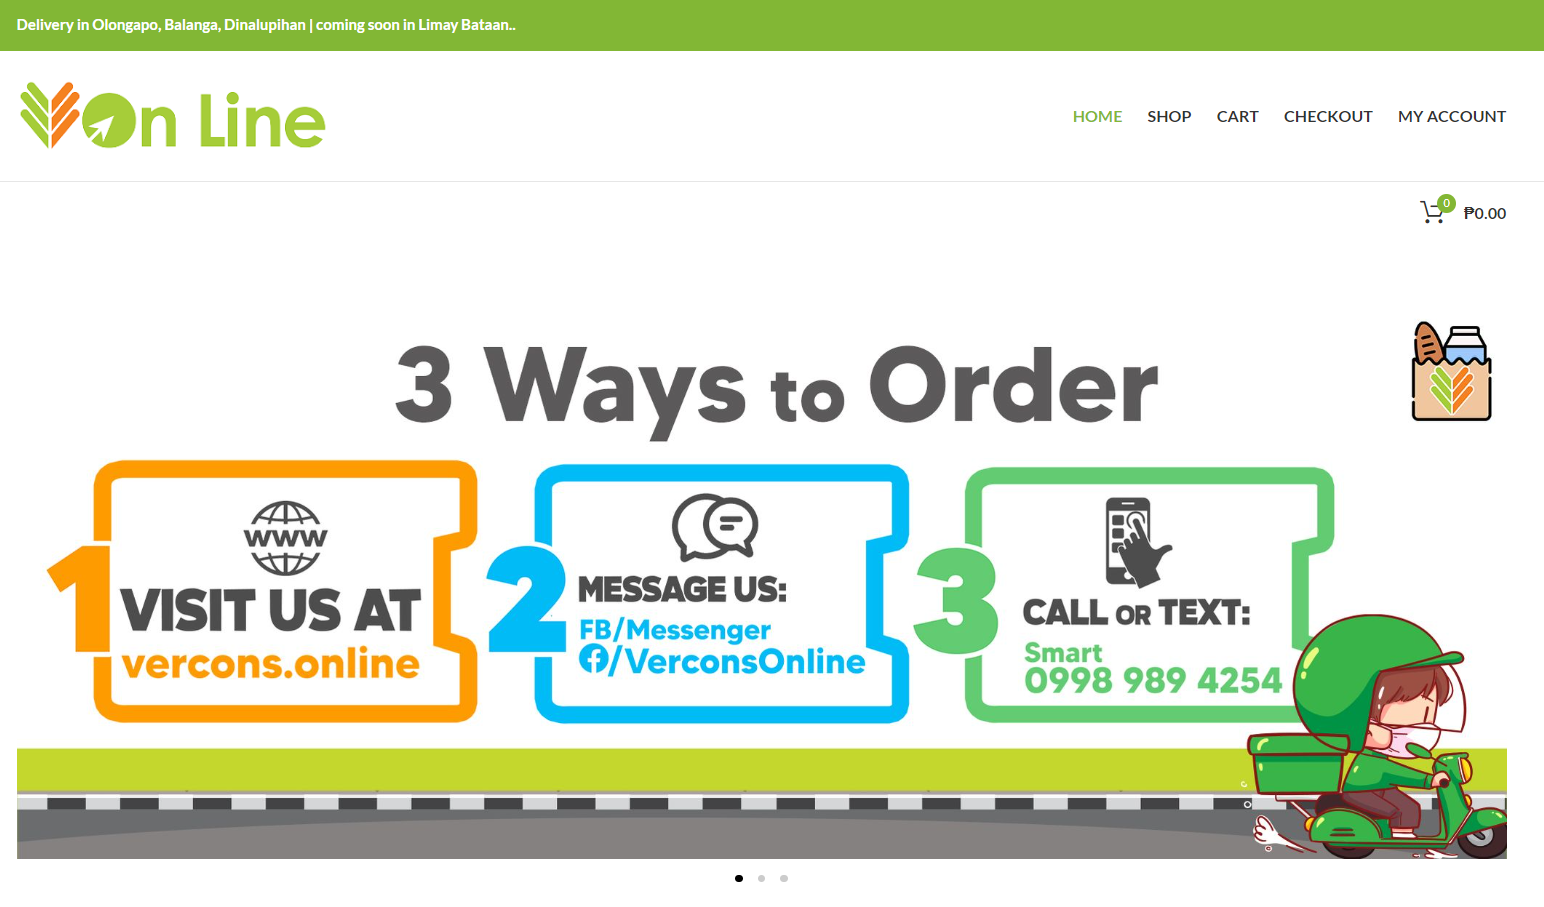 Delivery in Olongapo, Balanga, Dinalupihan | coming soon in Limay Bataan..
On Line
HOME SHOP CART CHECKOUT MY ACCOUNT
0 ₱0.00
3 Ways to Order
1
WWW
VISIT US AT
vercons.online
2
MESSAGE US:
FB/Messenger
/VerconsOnline
3
CALL OR TEXT:
Smart
0998 989 4254